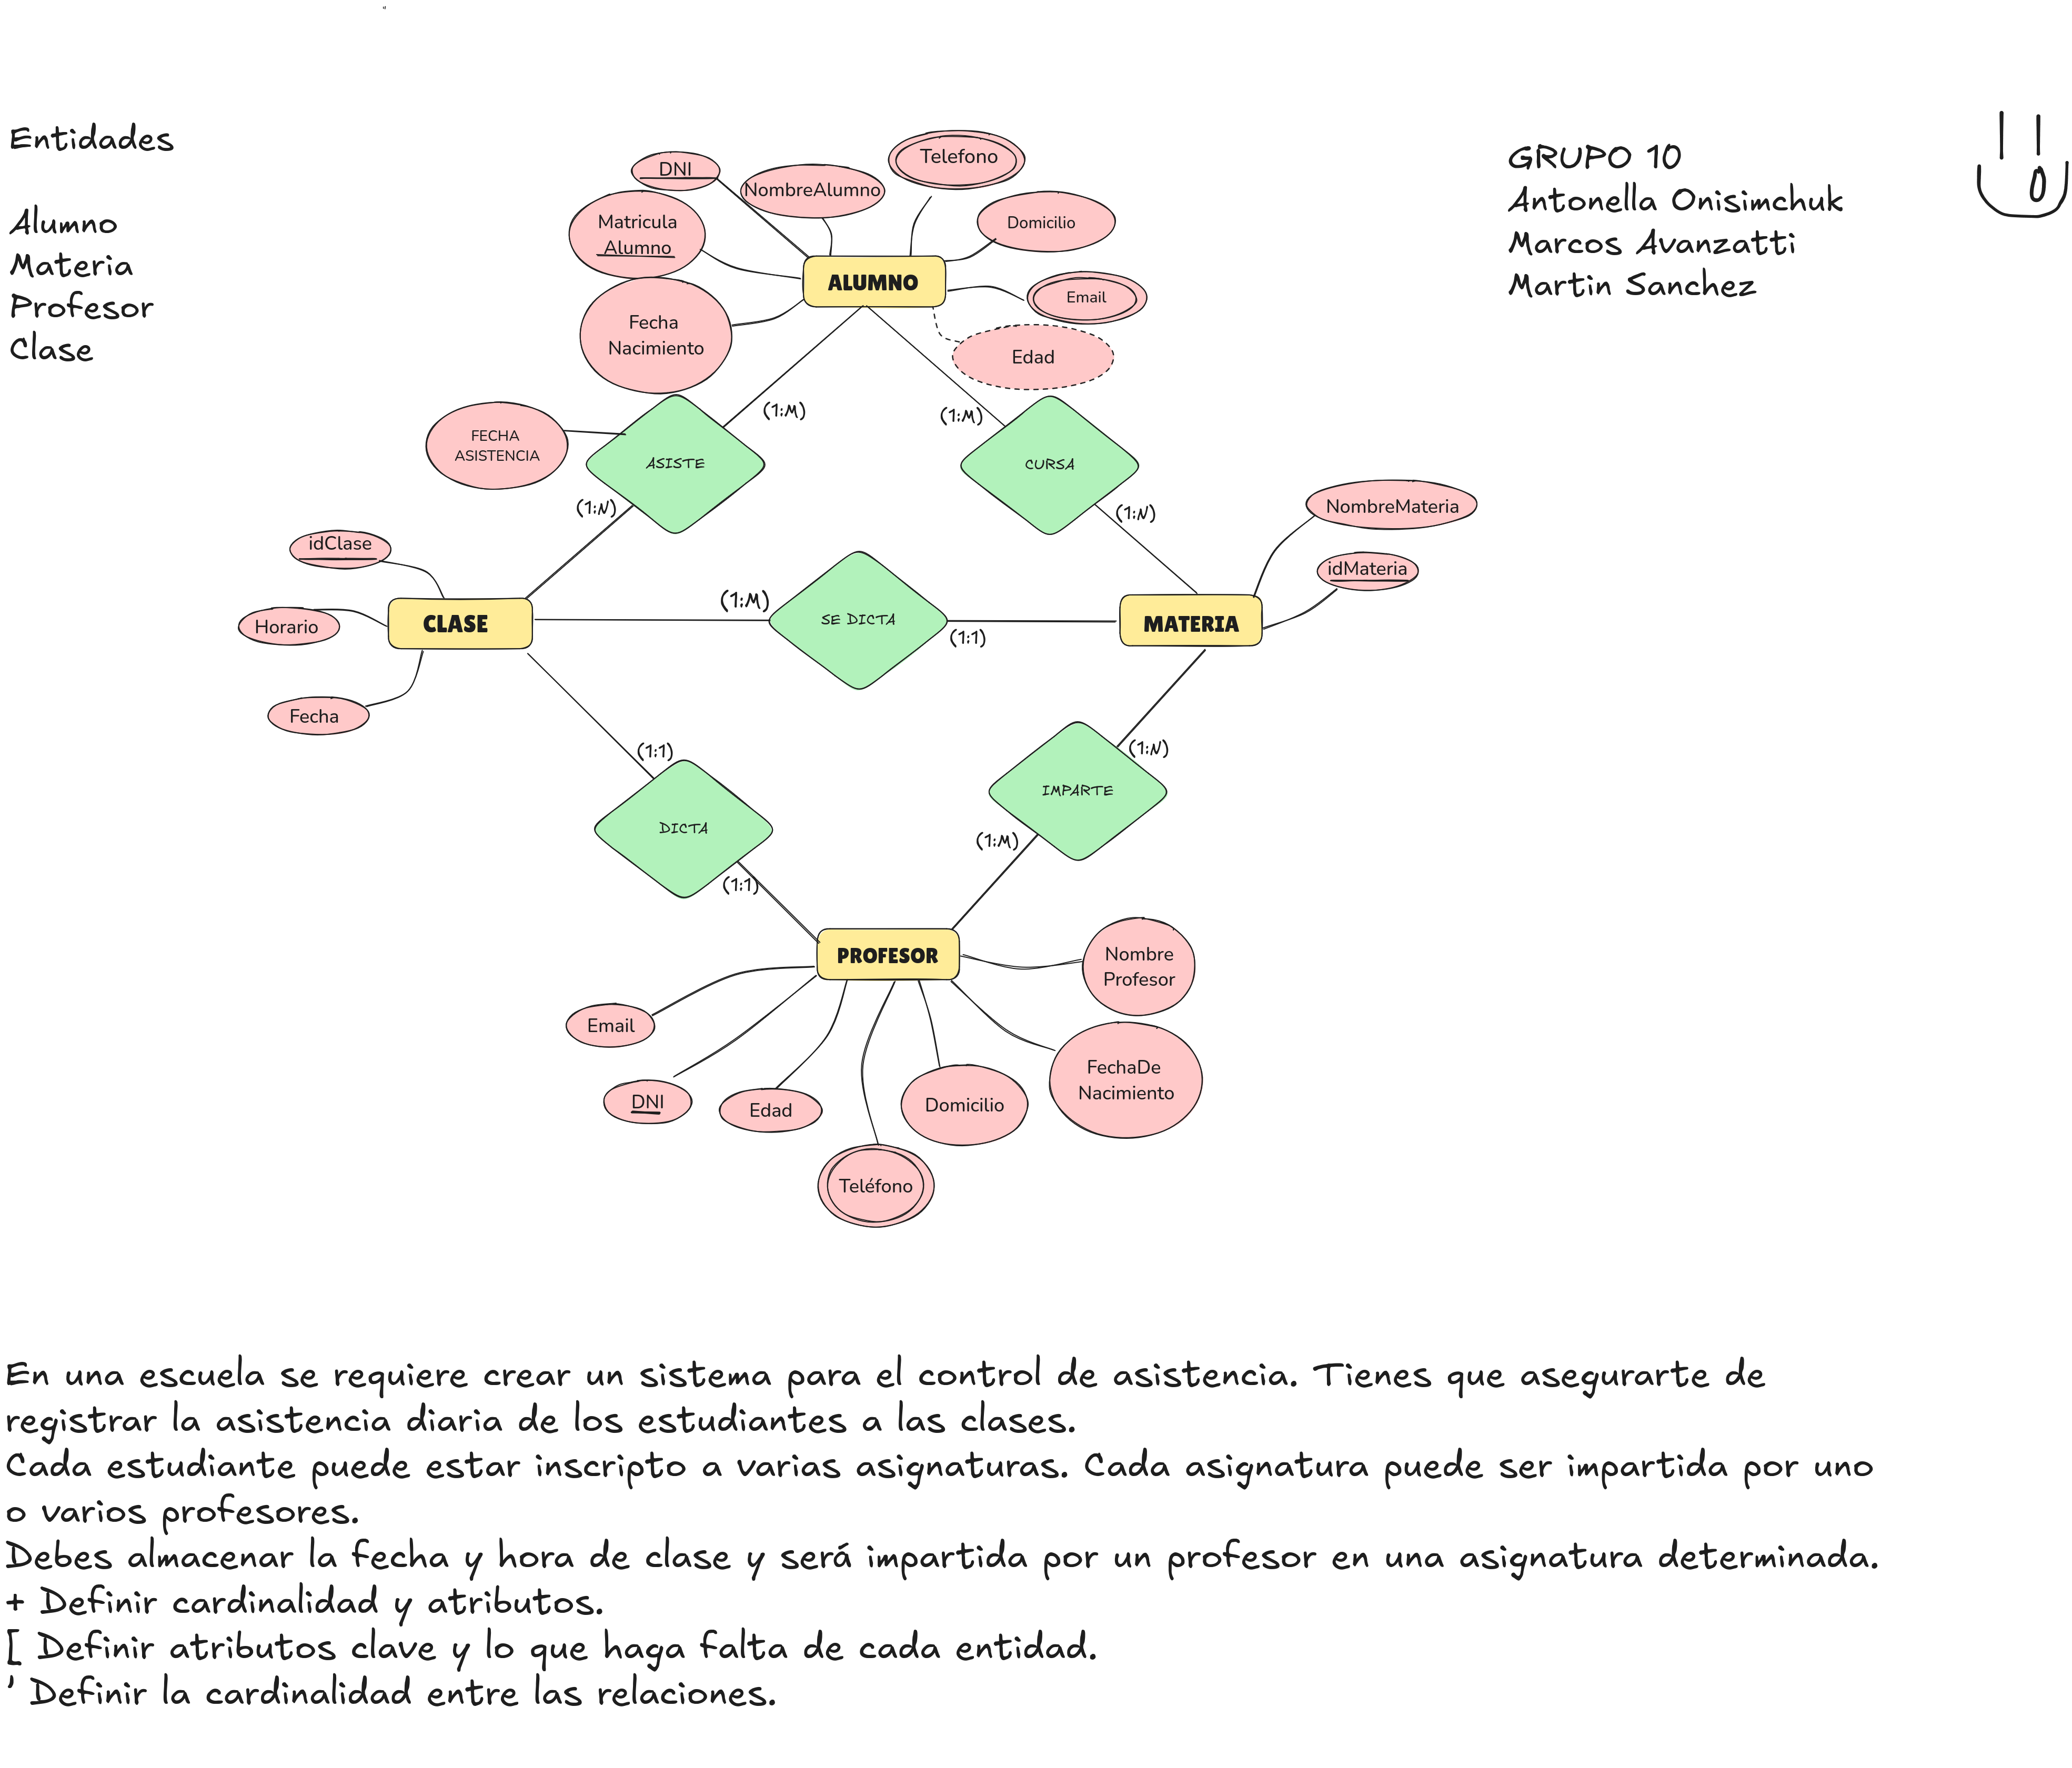 Entidades
Alumno
Materia
Profesor
Clase
GRUPO 10
Antonella Onisimchuk
Marcos Avanzatti
Martin Sanchez
DNI
NombreAlumno
Telefono
Matricula
Alumno
Domicilio
ALUMNO
Email
Fecha
Nacimiento
Edad
(1:M)
(1:M)
FECHA
ASISTENCIA
ASISTE
CURSA
(1:N)
(1:N)
NombreMateria
idClase
idMateria
Horario
CLASE
(1:M)
SE DICTA
(1:1)
MATERIA
Fecha
(1:1)
(1:N)
IMPARTE
DICTA
(1:M)
(1:1)
PROFESOR
Nombre
Profesor
Email
FechaDe
Nacimiento
DNI
Edad
Domicilio
Teléfono
En una escuela se requiere crear un sistema para el control de asistencia. Tienes que asegurarte de
registrar la asistencia diaria de los estudiantes a las clases.
Cada estudiante puede estar inscripto a varias asignaturas. Cada asignatura puede ser impartida por uno
o varios profesores.
Debes almacenar la fecha y hora de clase y será impartida por un profesor en una asignatura determinada.
+ Definir cardinalidad y atributos.
[ Definir atributos clave y lo que haga falta de cada entidad.
' Definir la cardinalidad entre las relaciones.